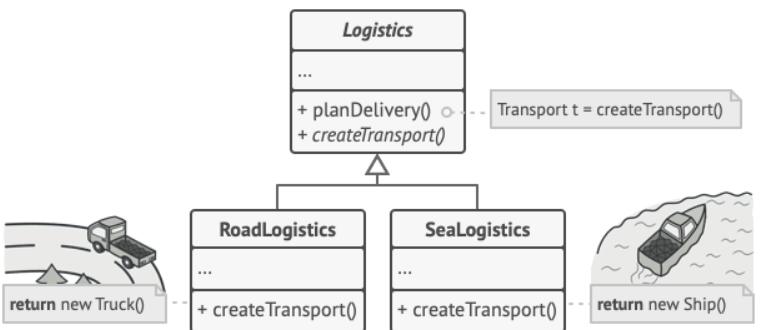 Logistics
...
+ planDelivery()
+ createTransport()
Transport t = createTransport()
RoadLogistics
...
+ createTransport()
SeaLogistics
...
+ createTransport()
return new Truck()
return new Ship()